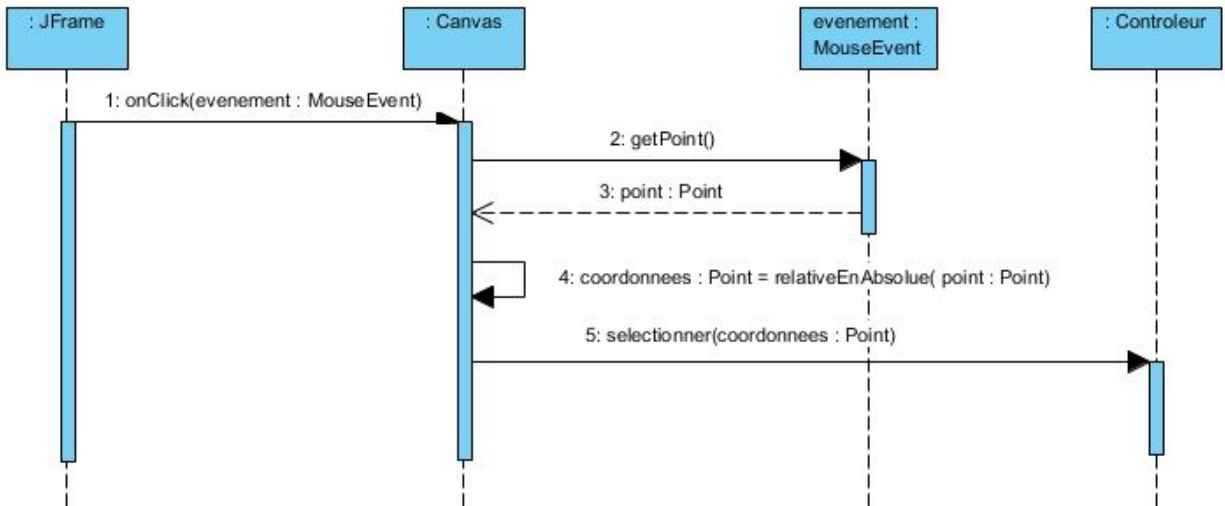 : JFrame
: Canvas
evenement :
MouseEvent
: Controleur
1: onClick(evenement : MouseEvent)
2: getPoint()
3: point : Point
4: coordonnees : Point = relativeEnAbsolue( point : Point)
5: selectionner(coordonnees : Point)